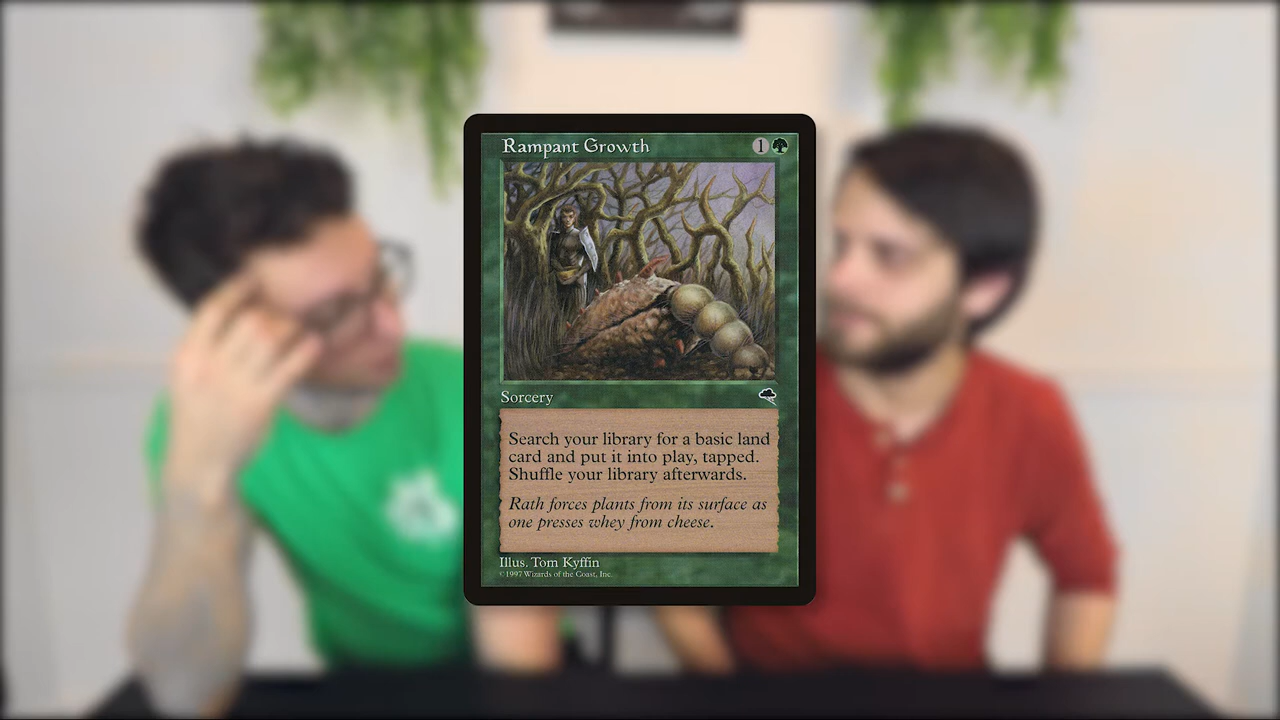 Rampant Growth 1
Sorcery
Search your library for a basic land
card and put it into play, tapped.
Shuffle your library afterwards.
Rath forces plants from its surface as
one presses whey from cheese.
Illus. Tom Kyffin
©1997 Wizards of the Coast, Inc.